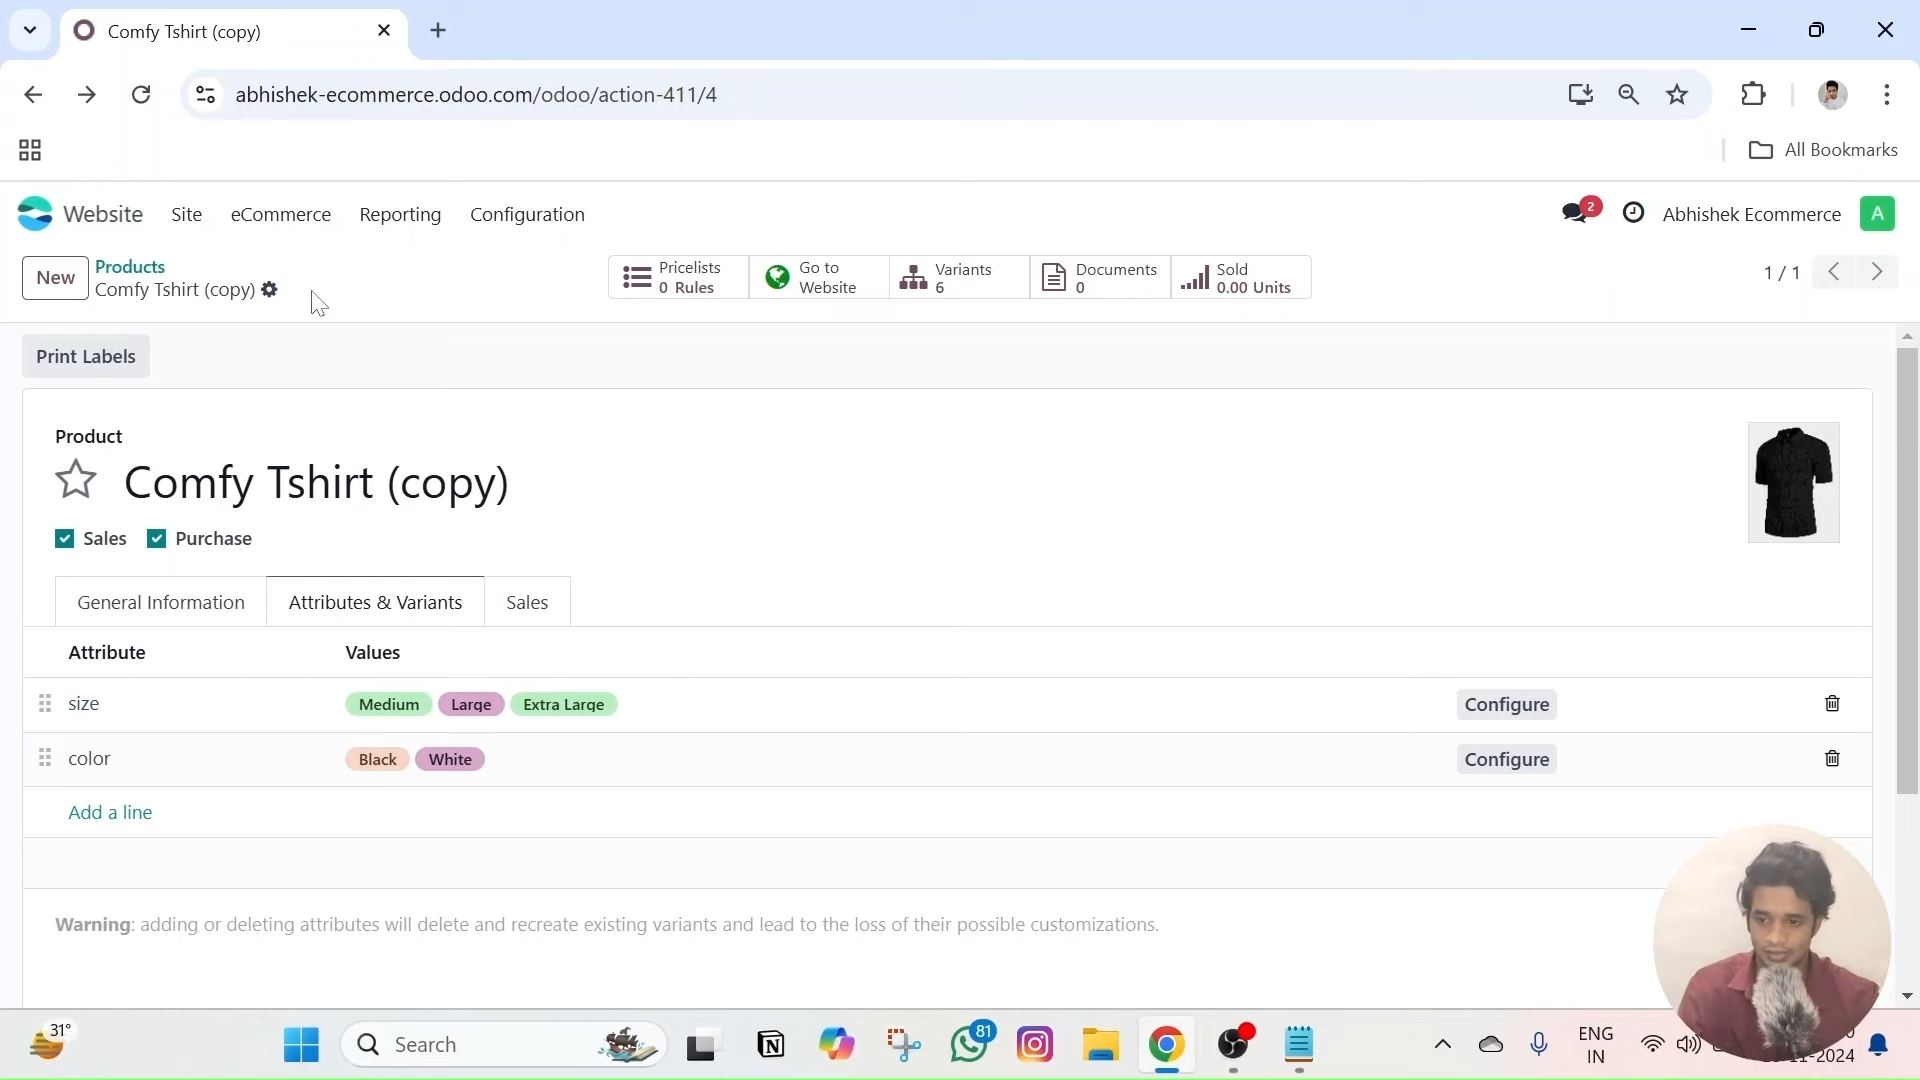 Comfy Tshirt (copy)
abhishek-ecommerce.odoo.com/odoo/action-411/4
All Bookmarks
Website Site eCommerce Reporting Configuration
2 Abhishek Ecommerce A
New Products
Comfy Tshirt (copy)
Pricelists
0 Rules
Go to
Website
Variants
6
Documents
0
Sold
0.00 Units
1 / 1
Print Labels
Product
Comfy Tshirt (copy)
Sales Purchase
General Information Attributes & Variants Sales
Attribute Values
size Medium Large Extra Large Configure
color Black White Configure
Add a line
Warning: adding or deleting attributes will delete and recreate existing variants and lead to the loss of their possible customizations.
31°
Search
81
ENG
IN
-2024